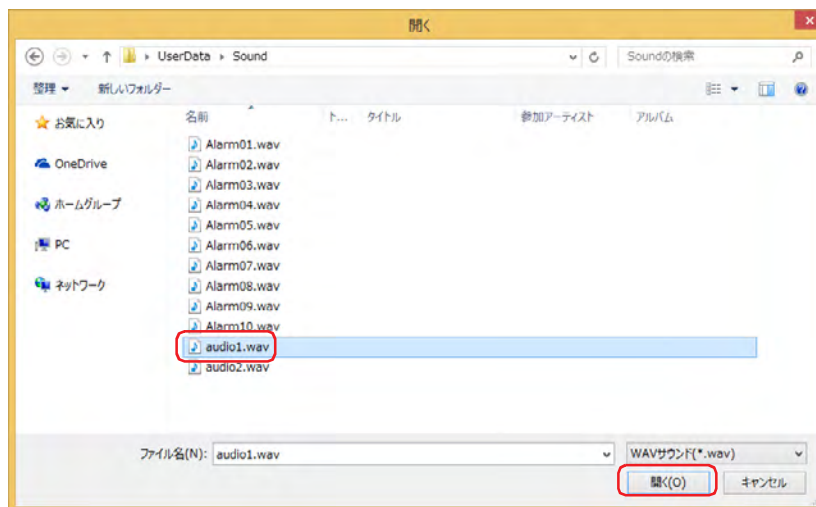 開く
UserData ▸ Sound
Soundの検索
整理 新しいフォルダー
名前 ト... タイトル 参加アーティスト アルバム
お気に入り
OneDrive
ホームグループ
PC
ネットワーク
Alarm01.wav
Alarm02.wav
Alarm03.wav
Alarm04.wav
Alarm05.wav
Alarm06.wav
Alarm07.wav
Alarm08.wav
Alarm09.wav
Alarm10.wav
audio1.wav
audio2.wav
ファイル名(N): audio1.wav
WAVサウンド(*.wav)
開く(O) キャンセル